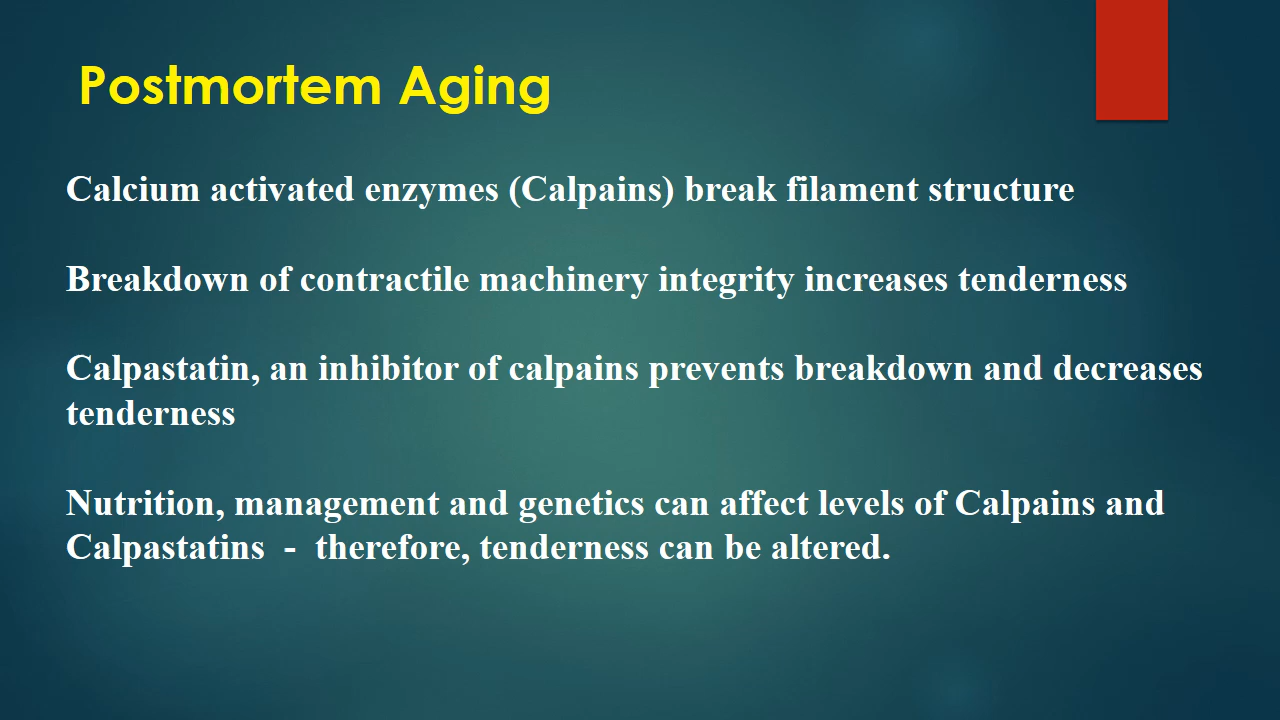 Postmortem Aging
Calcium activated enzymes (Calpains) break filament structure
Breakdown of contractile machinery integrity increases tenderness
Calpastatin, an inhibitor of calpains prevents breakdown and decreases
tenderness
Nutrition, management and genetics can affect levels of Calpains and
Calpastatins  -  therefore, tenderness can be altered.